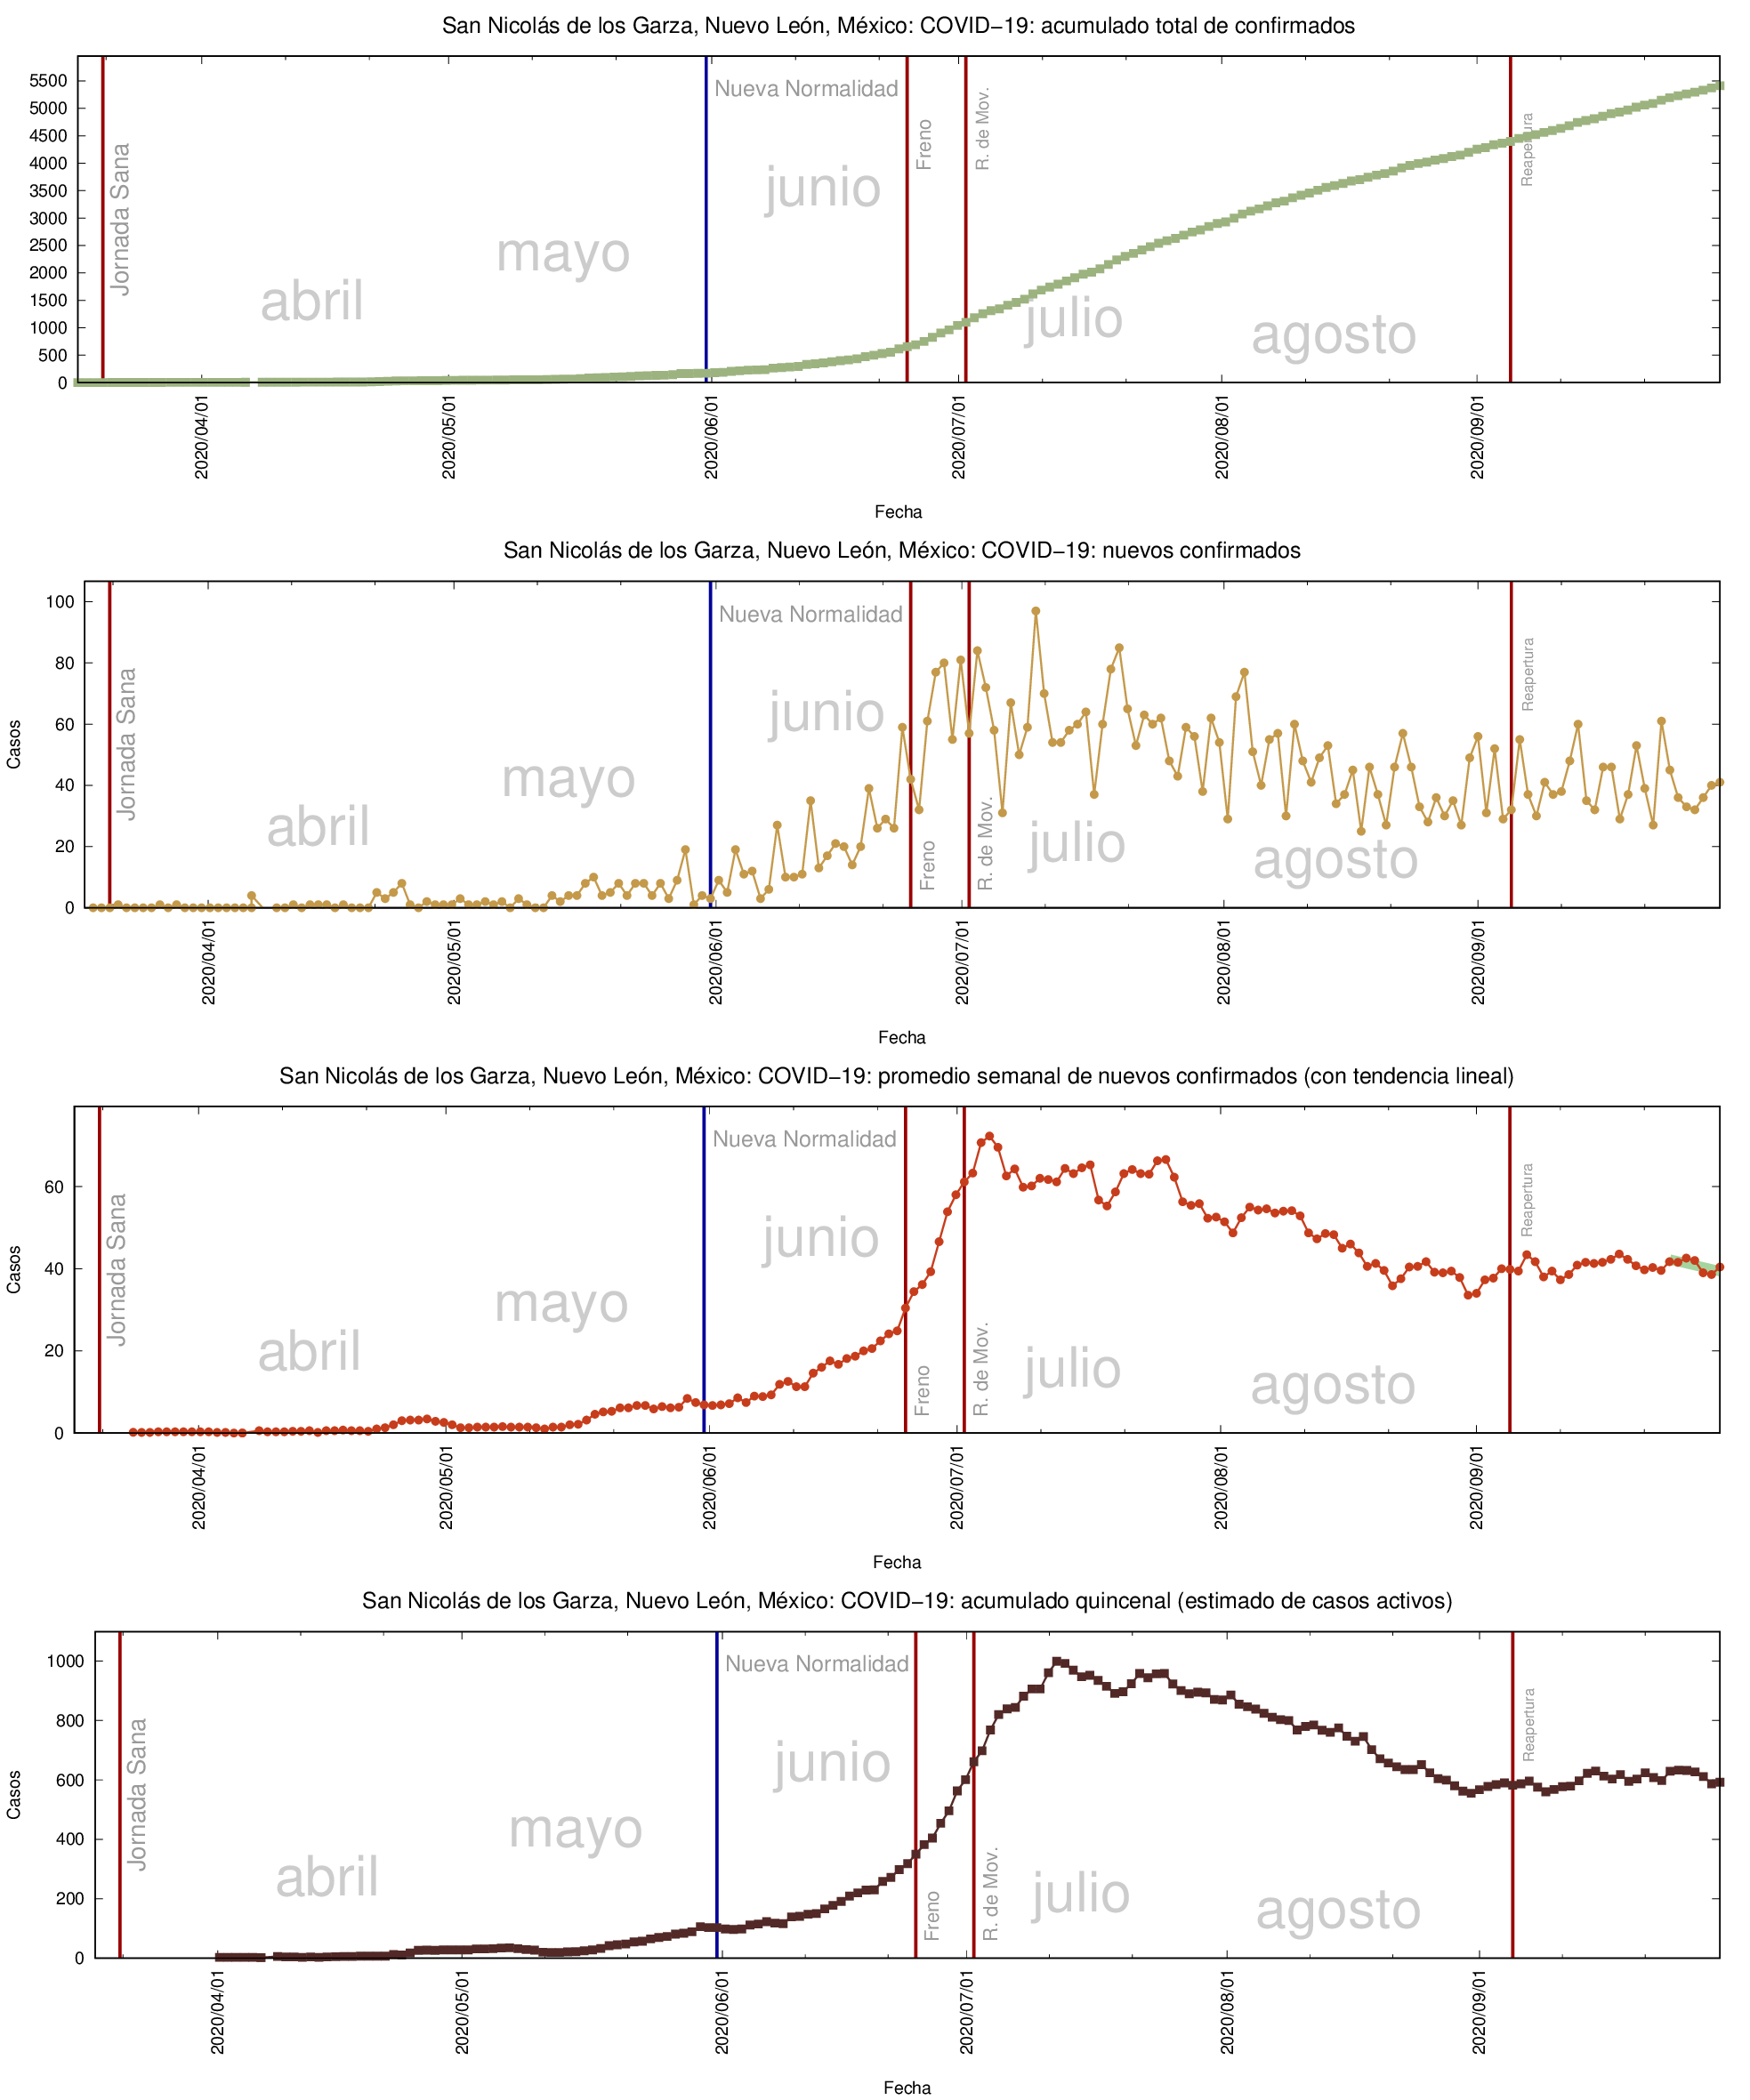 San Nicolás de los Garza, Nuevo León, México: COVID−19: acumulado total de confirmados
5500
5000
4500
4000
3500
3000
2500
2000
1500
1000
500
0
Jornada Sana
abril
mayo
Nueva Normalidad
junio
Freno
R. de Mov.
julio
agosto
Reapertura
2020/04/01
2020/05/01
2020/06/01
2020/07/01
2020/08/01
2020/09/01
Fecha
San Nicolás de los Garza, Nuevo León, México: COVID−19: nuevos confirmados
Casos
100
80
60
40
20
0
Jornada Sana
abril
mayo
Nueva Normalidad
junio
Freno
R. de Mov.
julio
agosto
Reapertura
2020/04/01
2020/05/01
2020/06/01
2020/07/01
2020/08/01
2020/09/01
Fecha
San Nicolás de los Garza, Nuevo León, México: COVID−19: promedio semanal de nuevos confirmados (con tendencia lineal)
Casos
60
40
20
0
Jornada Sana
abril
mayo
Nueva Normalidad
junio
Freno
R. de Mov.
julio
agosto
Reapertura
2020/04/01
2020/05/01
2020/06/01
2020/07/01
2020/08/01
2020/09/01
Fecha
San Nicolás de los Garza, Nuevo León, México: COVID−19: acumulado quincenal (estimado de casos activos)
Casos
1000
800
600
400
200
0
Jornada Sana
abril
mayo
Nueva Normalidad
junio
Freno
R. de Mov.
julio
agosto
Reapertura
2020/04/01
2020/05/01
2020/06/01
2020/07/01
2020/08/01
2020/09/01
Fecha